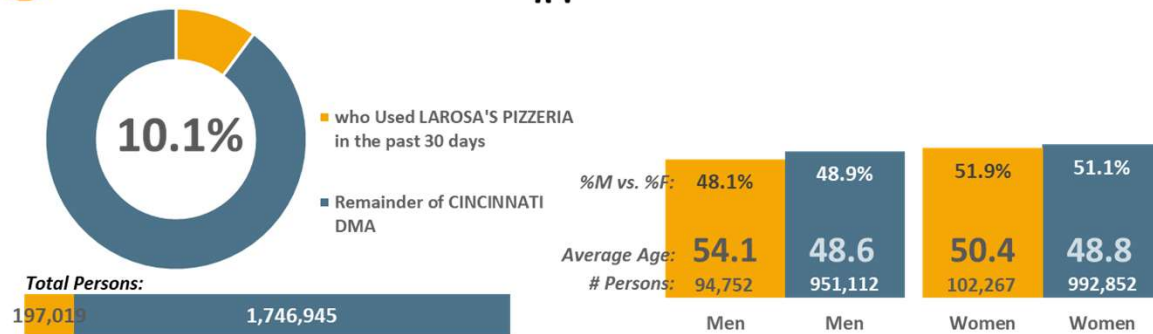 10.1%
who Used LAROSA'S PIZZERIA
in the past 30 days
Remainder of CINCINNATI
DMA
Total Persons:
197,019
1,746,945
%M vs. %F: 48.1% 48.9% 51.9% 51.1%
Average Age: 54.1 48.6 50.4 48.8
# Persons: 94,752 951,112 102,267 992,852
Men Men Women Women